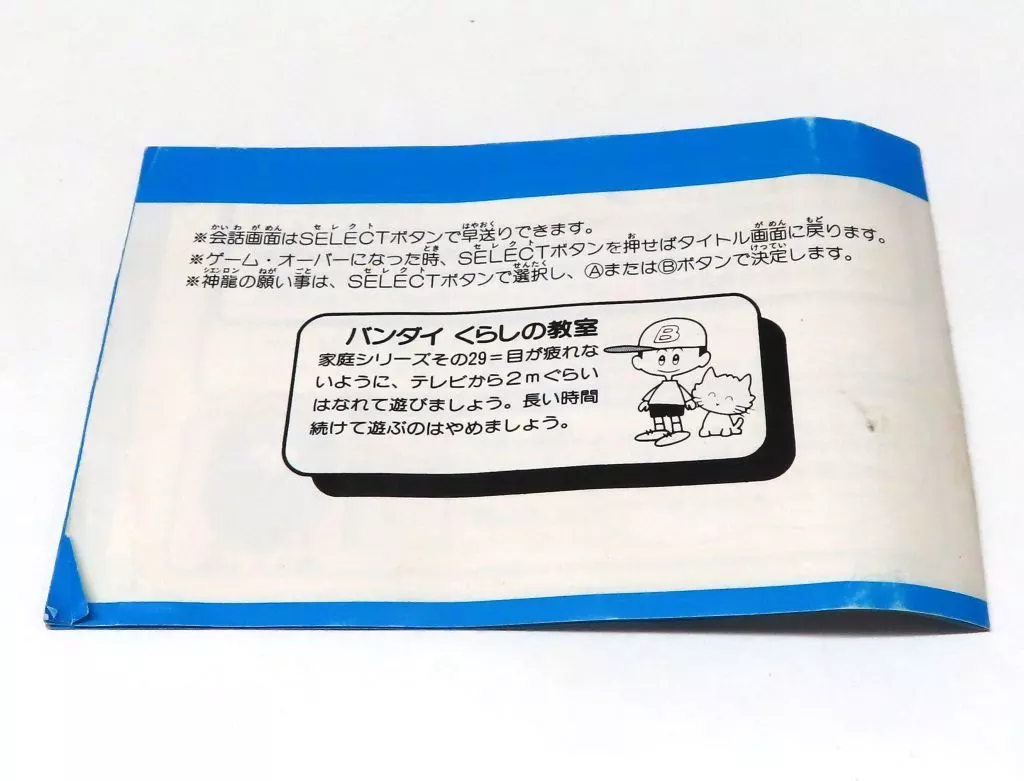 ※会話画面はSELECTボタンで早送りできます。
※ゲーム・オーバーになった時、SELECTボタンを押せばタイトル画面に戻ります。
※神龍の願い事は、SELECTボタンで選択し、ⒶまたはⒷボタンで決定します。
バンダイ くらしの教室
家庭シリーズその29=目が疲れな
いように、テレビから2mぐらい
はなれて遊びましょう。長い時間
続けて遊ぶのはやめましょう。
B